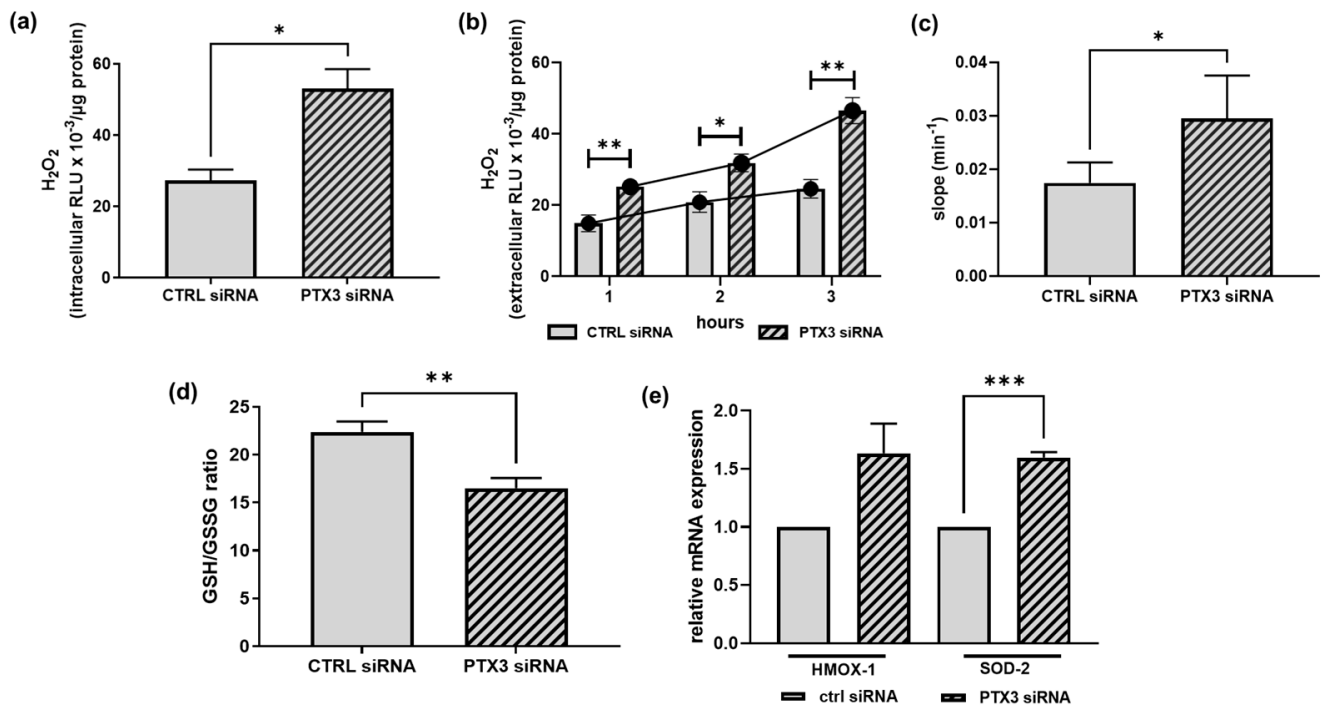 (a)
*
H₂O₂
(intracellular RLU x 10⁻³/µg protein)
80
60
40
20
0
CTRL siRNA
PTX3 siRNA
(b)
**
*
**
H₂O₂
(extracellular RLU x 10⁻³/µg protein)
60
40
20
0
1
2
3
hours
CTRL siRNA
PTX3 siRNA
(c)
*
slope (min⁻¹)
0.04
0.03
0.02
0.01
0.00
CTRL siRNA
PTX3 siRNA
(d)
**
GSH/GSSG ratio
25
20
15
10
5
0
CTRL siRNA
PTX3 siRNA
(e)
***
relative mRNA expression
2.0
1.5
1.0
0.5
0.0
HMOX-1
SOD-2
ctrl siRNA
PTX3 siRNA